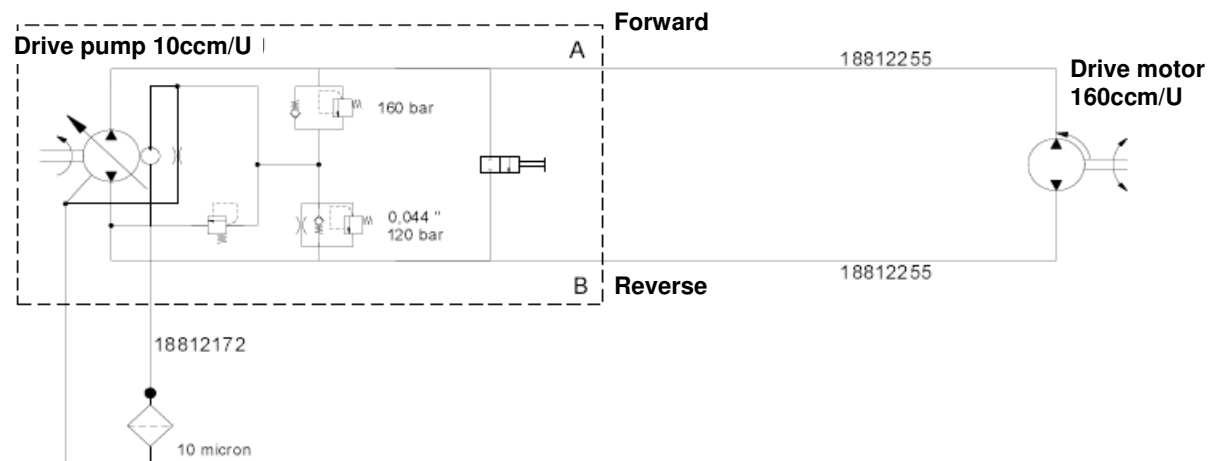 Forward
Drive pump 10ccm/U
A
18812255
Drive motor
160ccm/U
160 bar
0,044 "
120 bar
18812255
B
Reverse
18812172
10 micron